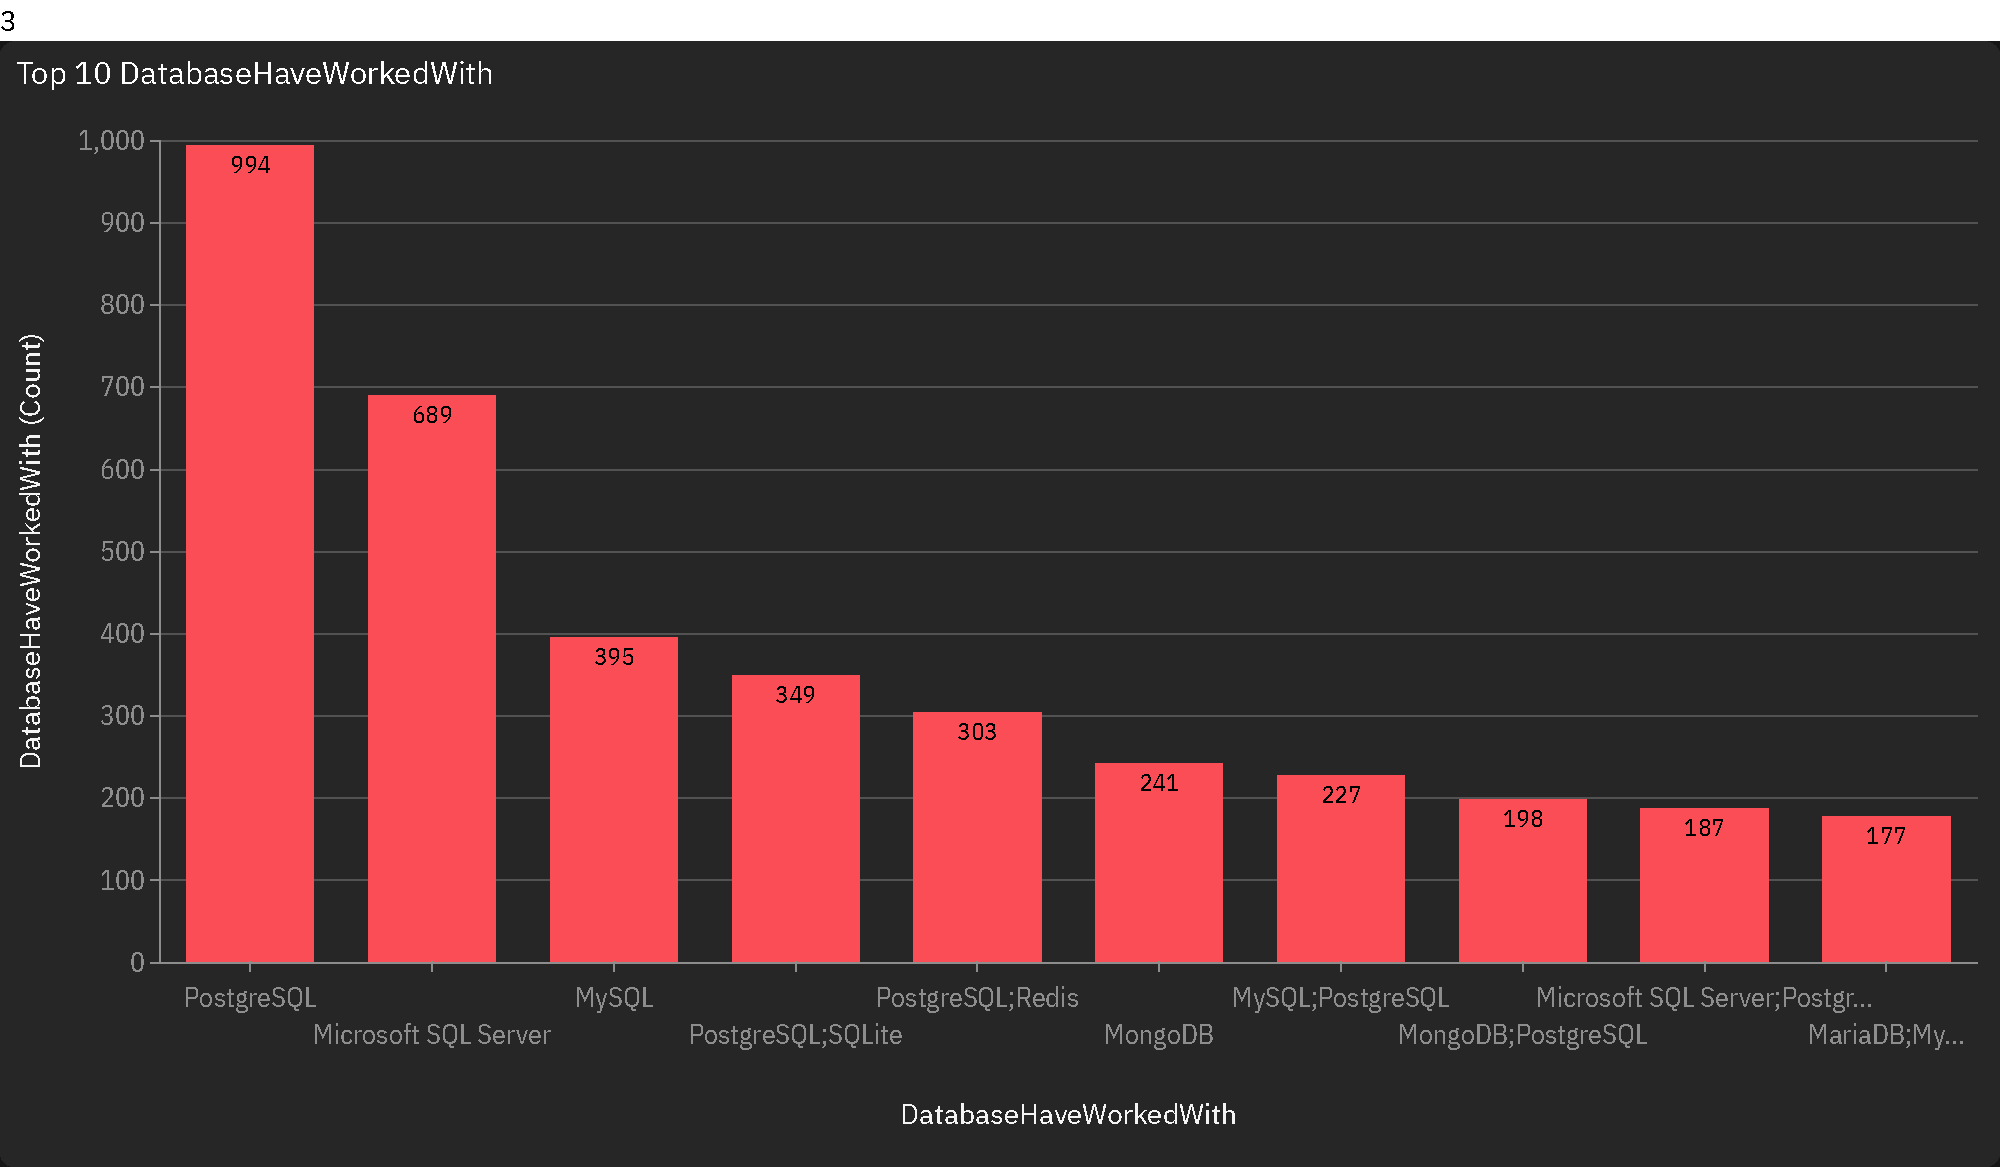 3
Top 10 DatabaseHaveWorkedWith
DatabaseHaveWorkedWith (Count)
1,000
900
800
700
600
500
400
300
200
100
0
994
689
395
349
303
241
227
198
187
177
PostgreSQL
Microsoft SQL Server
MySQL
PostgreSQL;SQLite
PostgreSQL;Redis
MongoDB
MySQL;PostgreSQL
MongoDB;PostgreSQL
Microsoft SQL Server;Postgr...
MariaDB;My...
DatabaseHaveWorkedWith